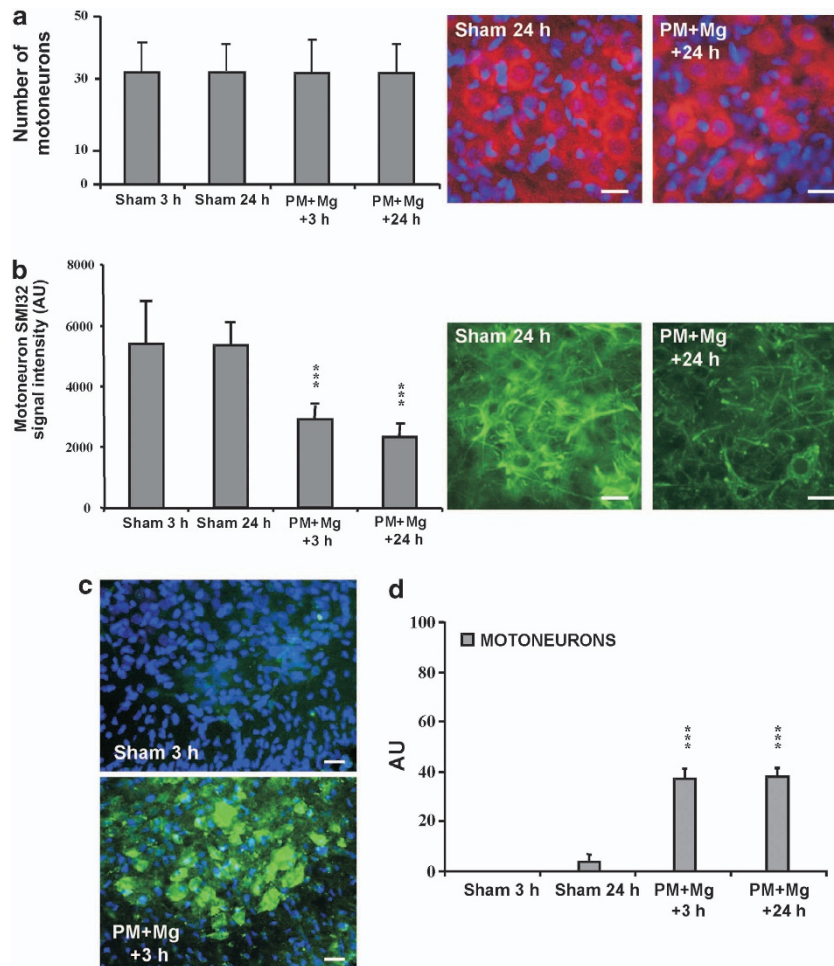 a
Number of
motoneurons
50
30
10
0
Sham 3 h
Sham 24 h
PM+Mg
+3 h
PM+Mg
+24 h
Sham 24 h
PM+Mg
+24 h
b
Motoneuron SMI32
signal intensity (AU)
8000
6000
4000
2000
0
***
***
Sham 3 h
Sham 24 h
PM+Mg
+3 h
PM+Mg
+24 h
Sham 24 h
PM+Mg
+24 h
c
Sham 3 h
PM+Mg
+3 h
d
AU
100
80
60
40
20
0
MOTONEURONS
***
***
Sham 3 h
Sham 24 h
PM+Mg
+3 h
PM+Mg
+24 h